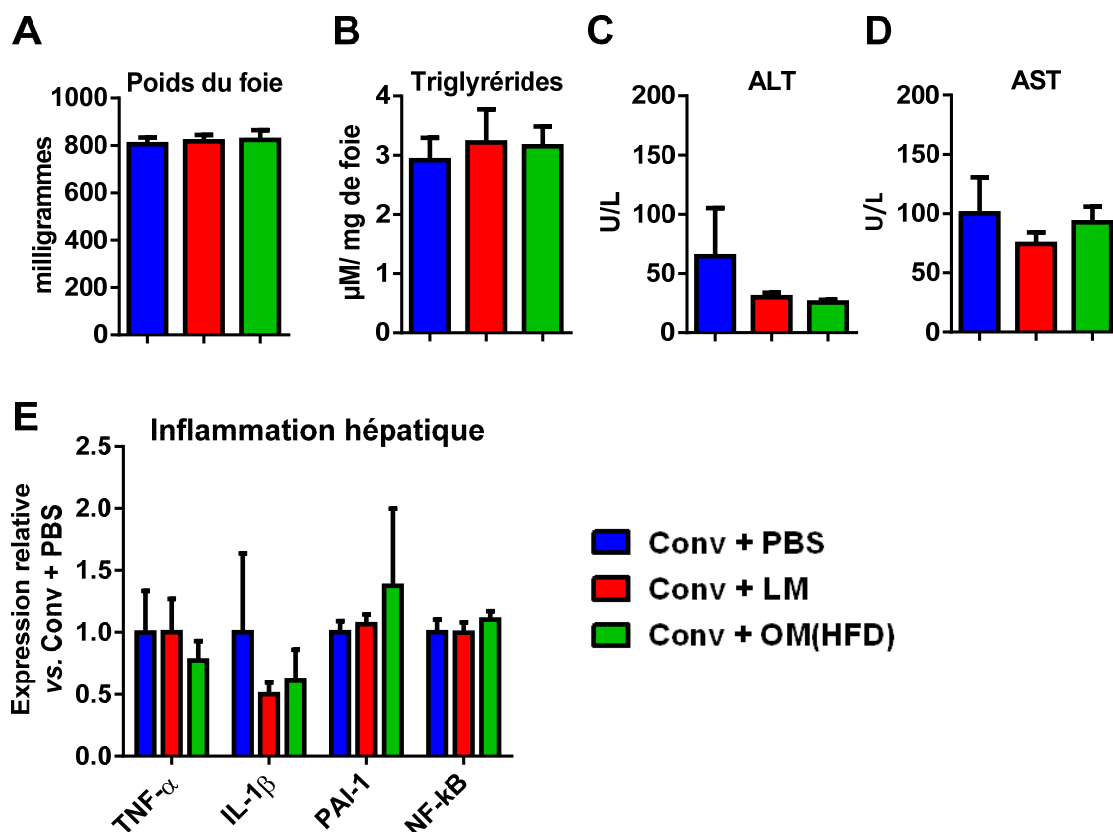 A
Poids du foie
milligrammes
1000
800
600
400
200
0
B
Triglyrérides
µM/ mg de foie
4
3
2
1
0
C
ALT
U/L
200
150
100
50
0
D
AST
U/L
200
150
100
50
0
E
Inflammation hépatique
Expression relative
vs. Conv + PBS
2.5
2.0
1.5
1.0
0.5
0.0
TNF-α
IL-1β
PAI-1
NF-kB
Conv + PBS
Conv + LM
Conv + OM(HFD)